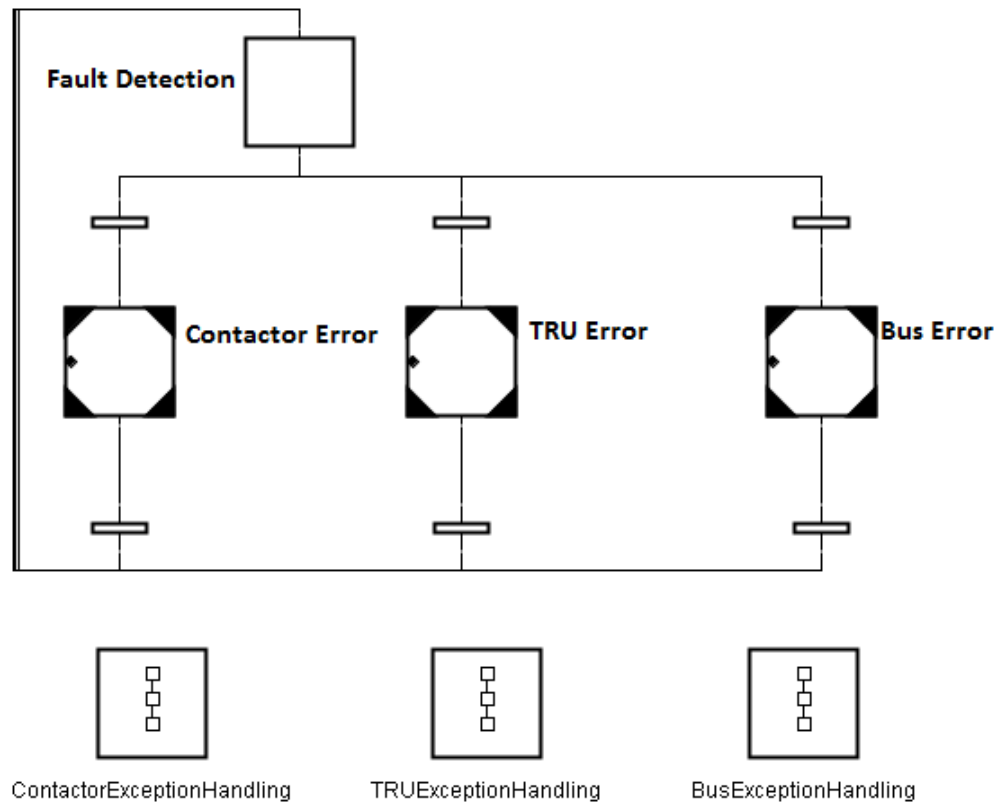 Fault Detection
Contactor Error
TRU Error
Bus Error
ContactorExceptionHandling
TRUExceptionHandling
BusExceptionHandling